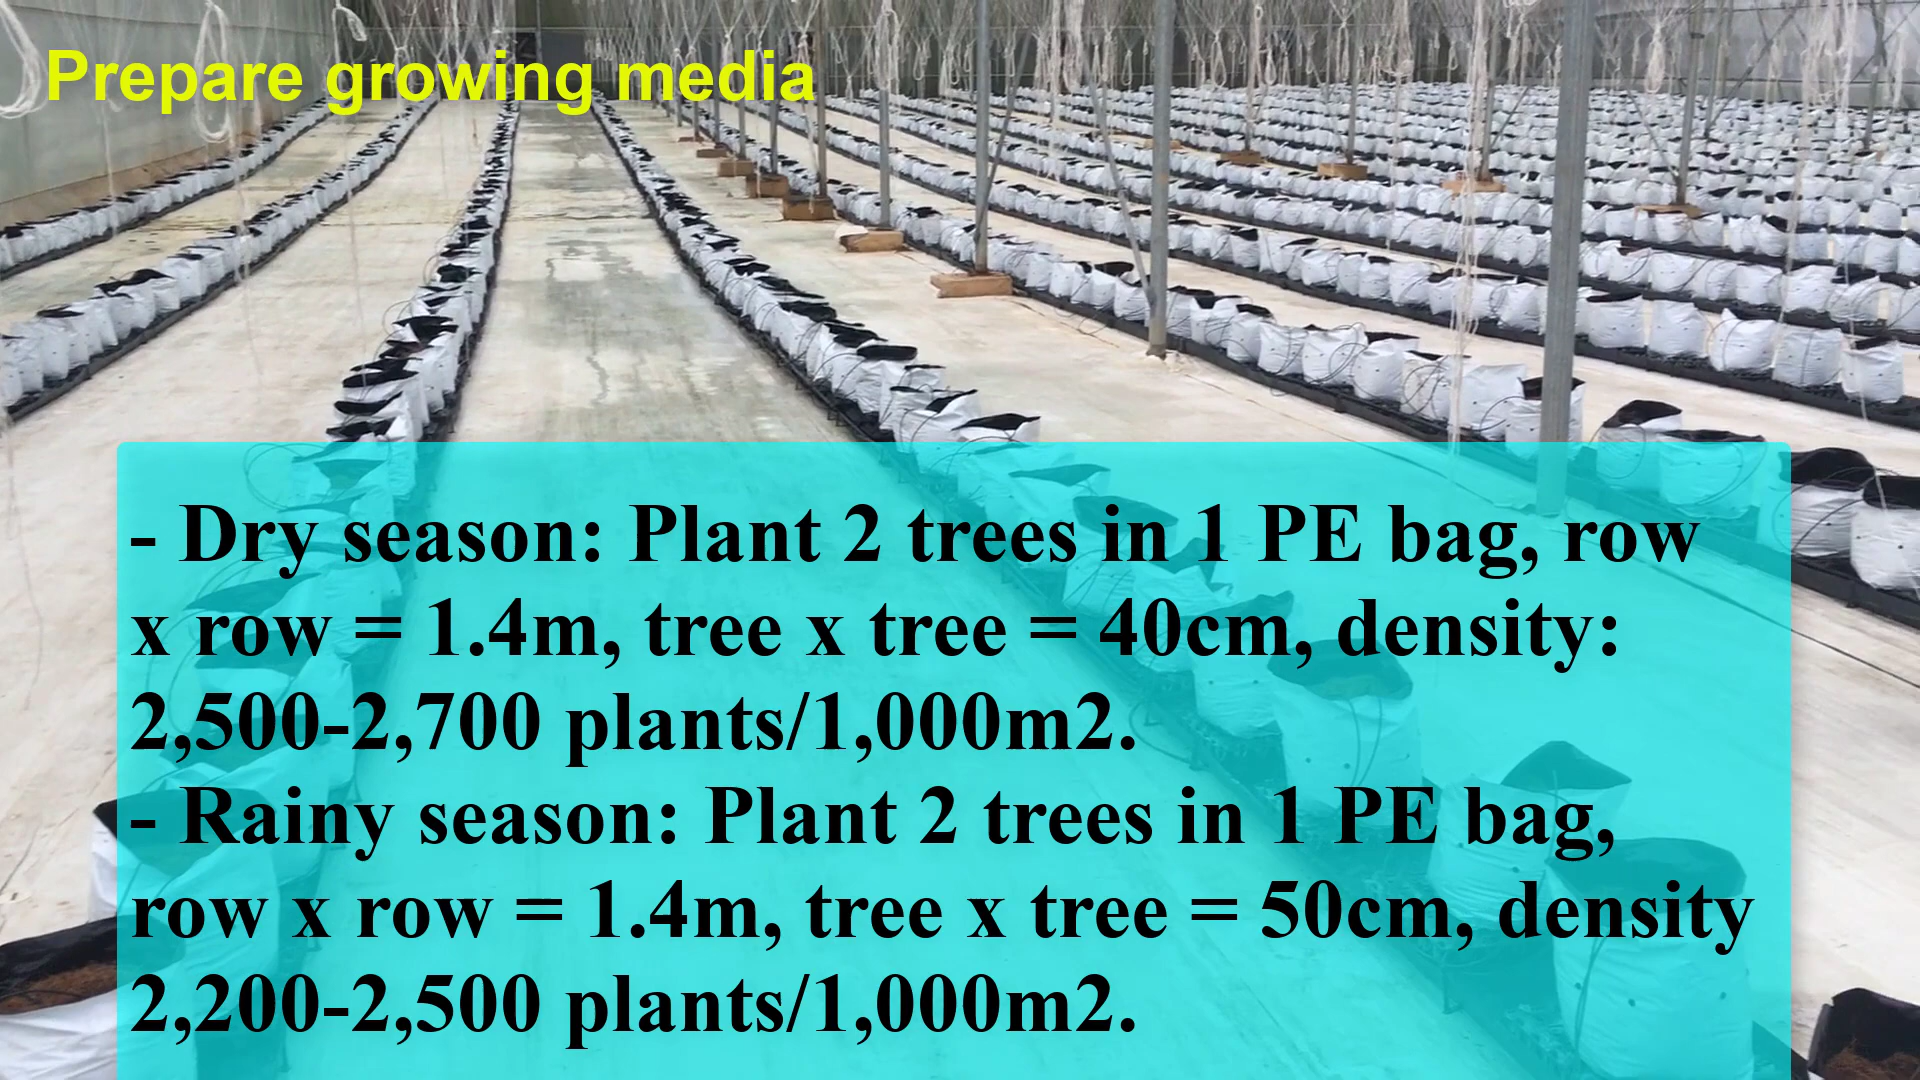 Prepare growing media
- Dry season: Plant 2 trees in 1 PE bag, row
x row = 1.4m, tree x tree = 40cm, density:
2,500-2,700 plants/1,000m2.
- Rainy season: Plant 2 trees in 1 PE bag,
row x row = 1.4m, tree x tree = 50cm, density
2,200-2,500 plants/1,000m2.